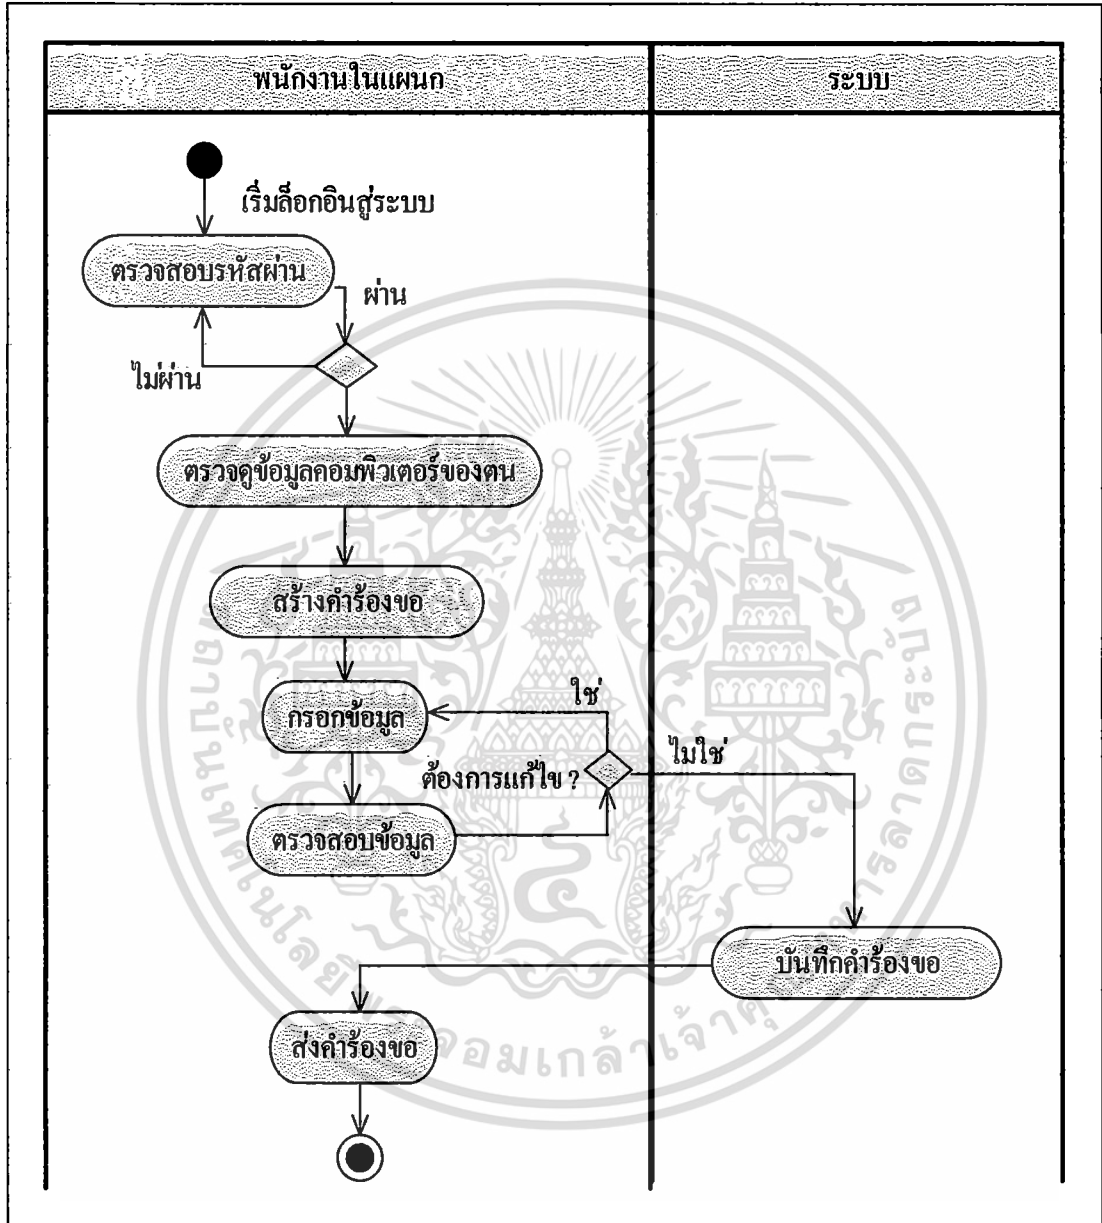 พนักงานในแผนก
ระบบ
เริ่มล็อกอินสู่ระบบ
ตรวจสอบรหัสผ่าน
ผ่าน
ไม่ผ่าน
ตรวจดูข้อมูลคอมพิวเตอร์ของตน
สร้างคำร้องขอ
ใช่
กรอกข้อมูล
ไม่ใช่
ต้องการแก้ไข ?
ตรวจสอบข้อมูล
บันทึกคำร้องขอ
ส่งคำร้องขอ